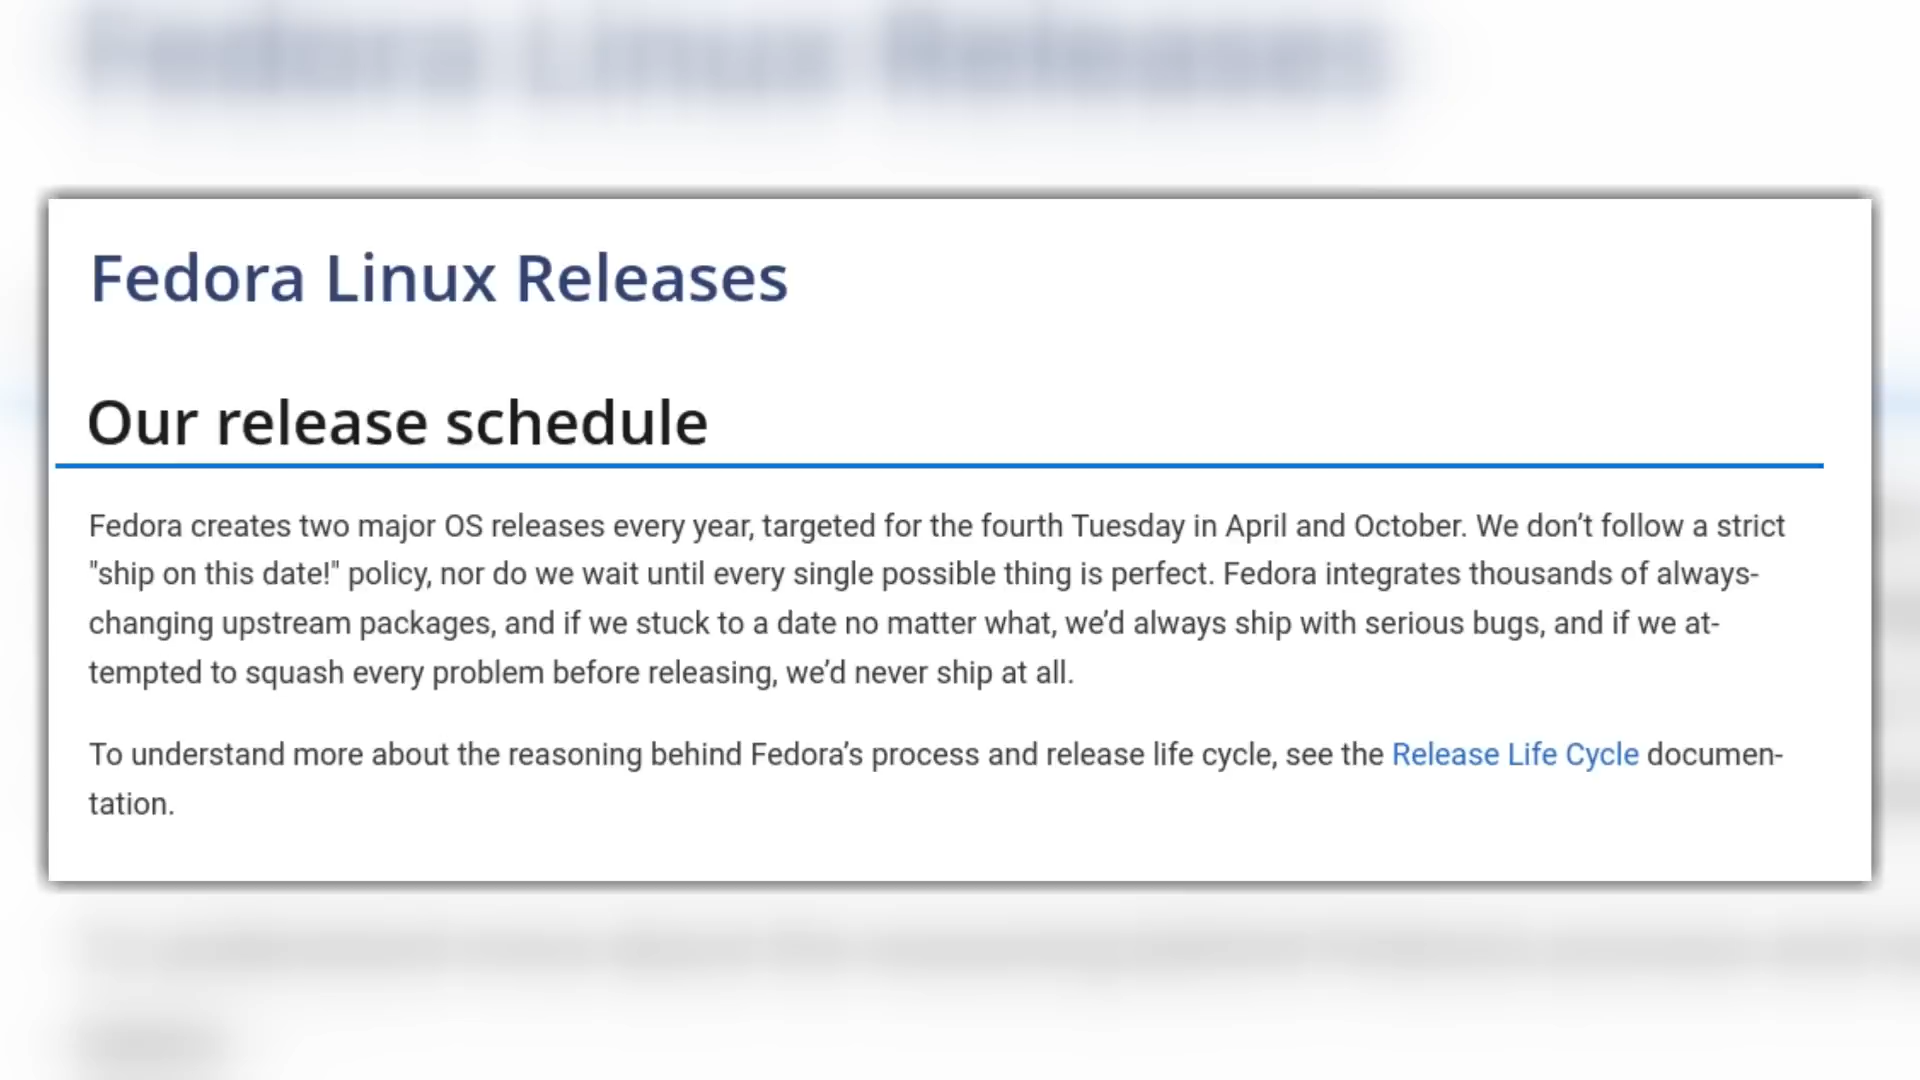 Fedora Linux Releases
Our release schedule
Fedora creates two major OS releases every year, targeted for the fourth Tuesday in April and October. We don’t follow a strict
"ship on this date!" policy, nor do we wait until every single possible thing is perfect. Fedora integrates thousands of always-
changing upstream packages, and if we stuck to a date no matter what, we’d always ship with serious bugs, and if we at-
tempted to squash every problem before releasing, we’d never ship at all.
To understand more about the reasoning behind Fedora’s process and release life cycle, see the Release Life Cycle documen-
tation.